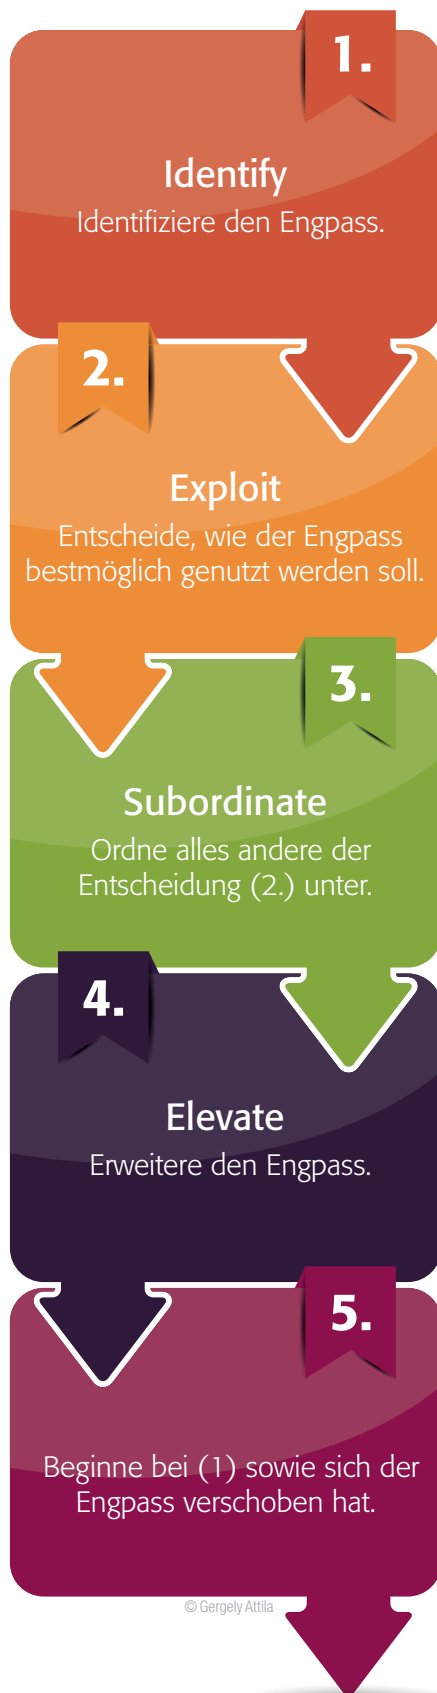 1.
Identify
Identifiziere den Engpass.
2.
Exploit
Entscheide, wie der Engpass
bestmöglich genutzt werden soll.
3.
Subordinate
Ordne alles andere der
Entscheidung (2.) unter.
4.
Elevate
Erweitere den Engpass.
5.
Beginne bei (1) sowie sich der
Engpass verschoben hat.
© Gergely Attila